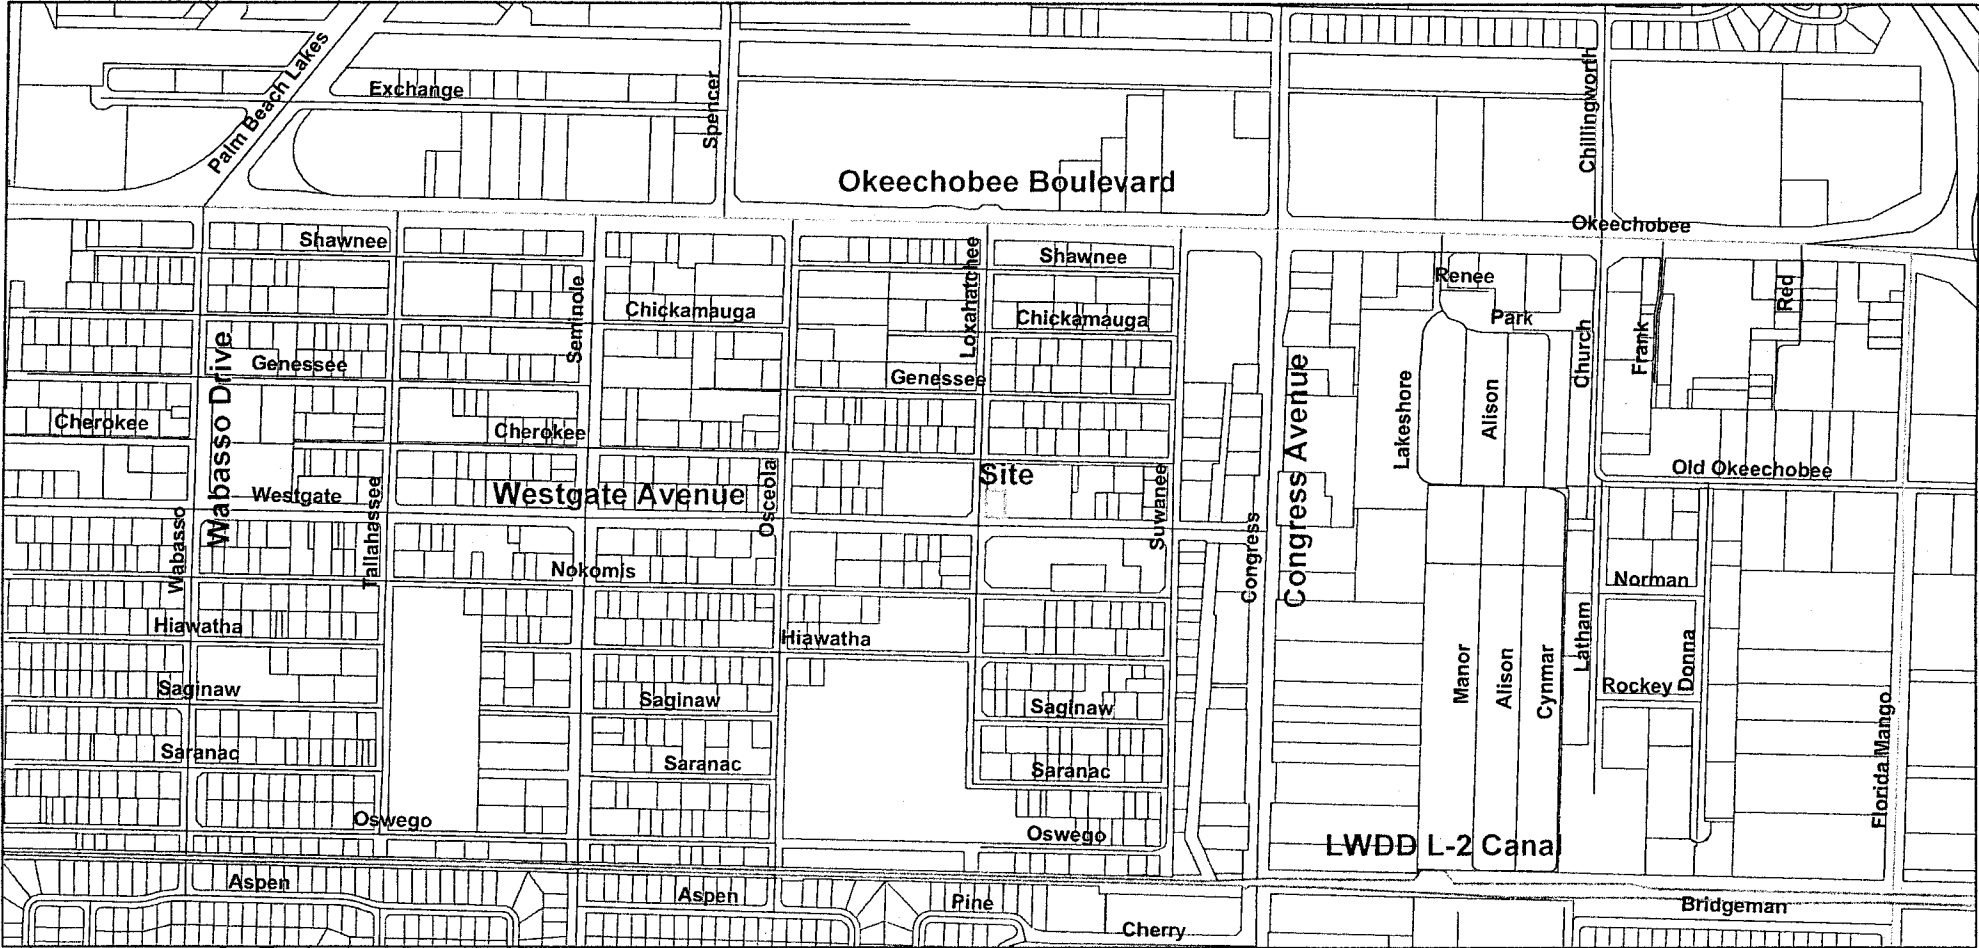 Palm Beach Lakes
Exchange
Spencer
Chillingworth
Okeechobee Boulevard
Okeechobee
Shawnee
Shawnee
Loxahatchee
Renee
Red
Seminole
Chickamauga
Chickamauga
Park
Church
Frank
Wabasso Drive
Genessee
Genessee
Congress Avenue
Lakeshore
Alison
Cherokee
Cherokee
Site
Old Okeechobee
Westgate
Westgate Avenue
Tallahassee
Osceola
Suwanee
Wabasso
Congress
Nokomis
Norman
Hiawatha
Hiawatha
Latham
Donna
Manor
Alison
Cynmar
Rockey
Saginaw
Saginaw
Saginaw
Florida Mango
Saranac
Saranac
Saranac
Oswego
Oswego
LWDD L-2 Canal
Aspen
Aspen
Pine
Bridgeman
Cherry